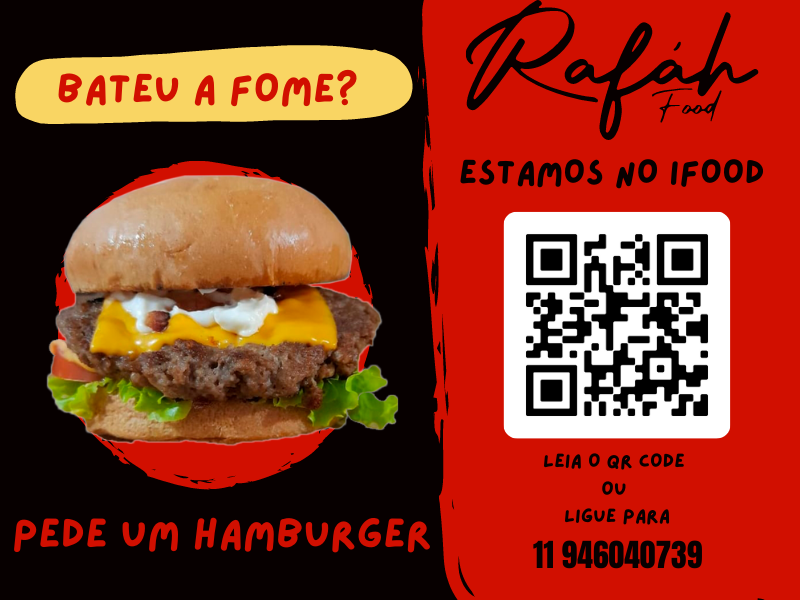 BATEU A FOME?
PEDE UM HAMBURGER
Rafáh
Food
ESTAMOS NO IFOOD
LEIA O QR CODE
OU
LIGUE PARA
11 946040739